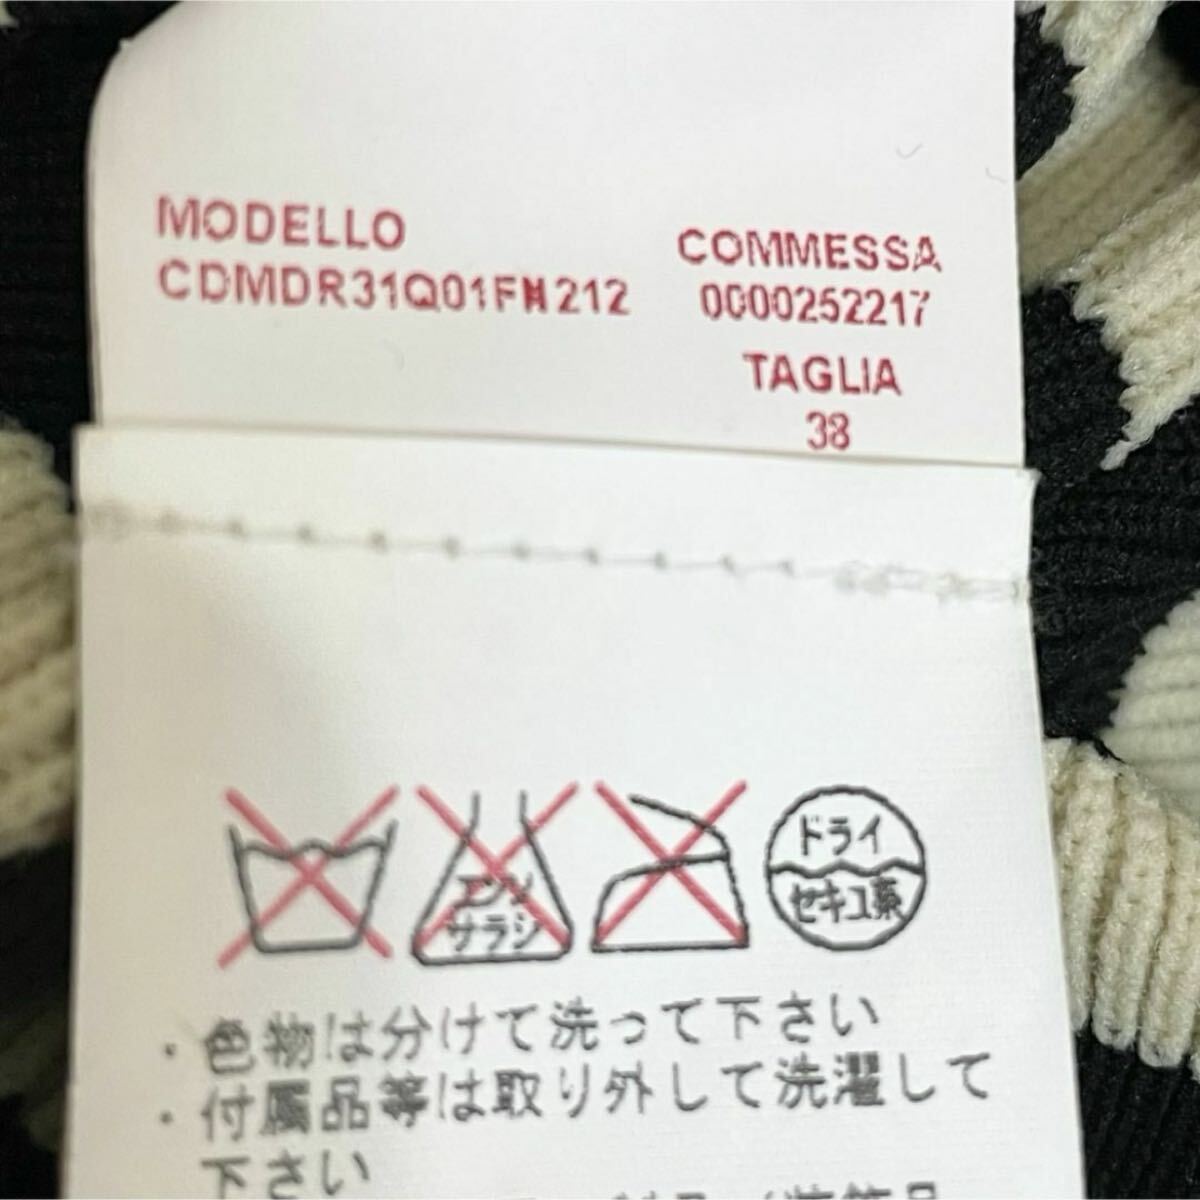 MODELLO
CDMDR31Q01FM212
COMMESSA
0000252217
TAGLIA
38
エンソ
サラシ
ドライ
セキユ系
・色物は分けて洗って下さい
・付属品等は取り外して洗濯して
下さい